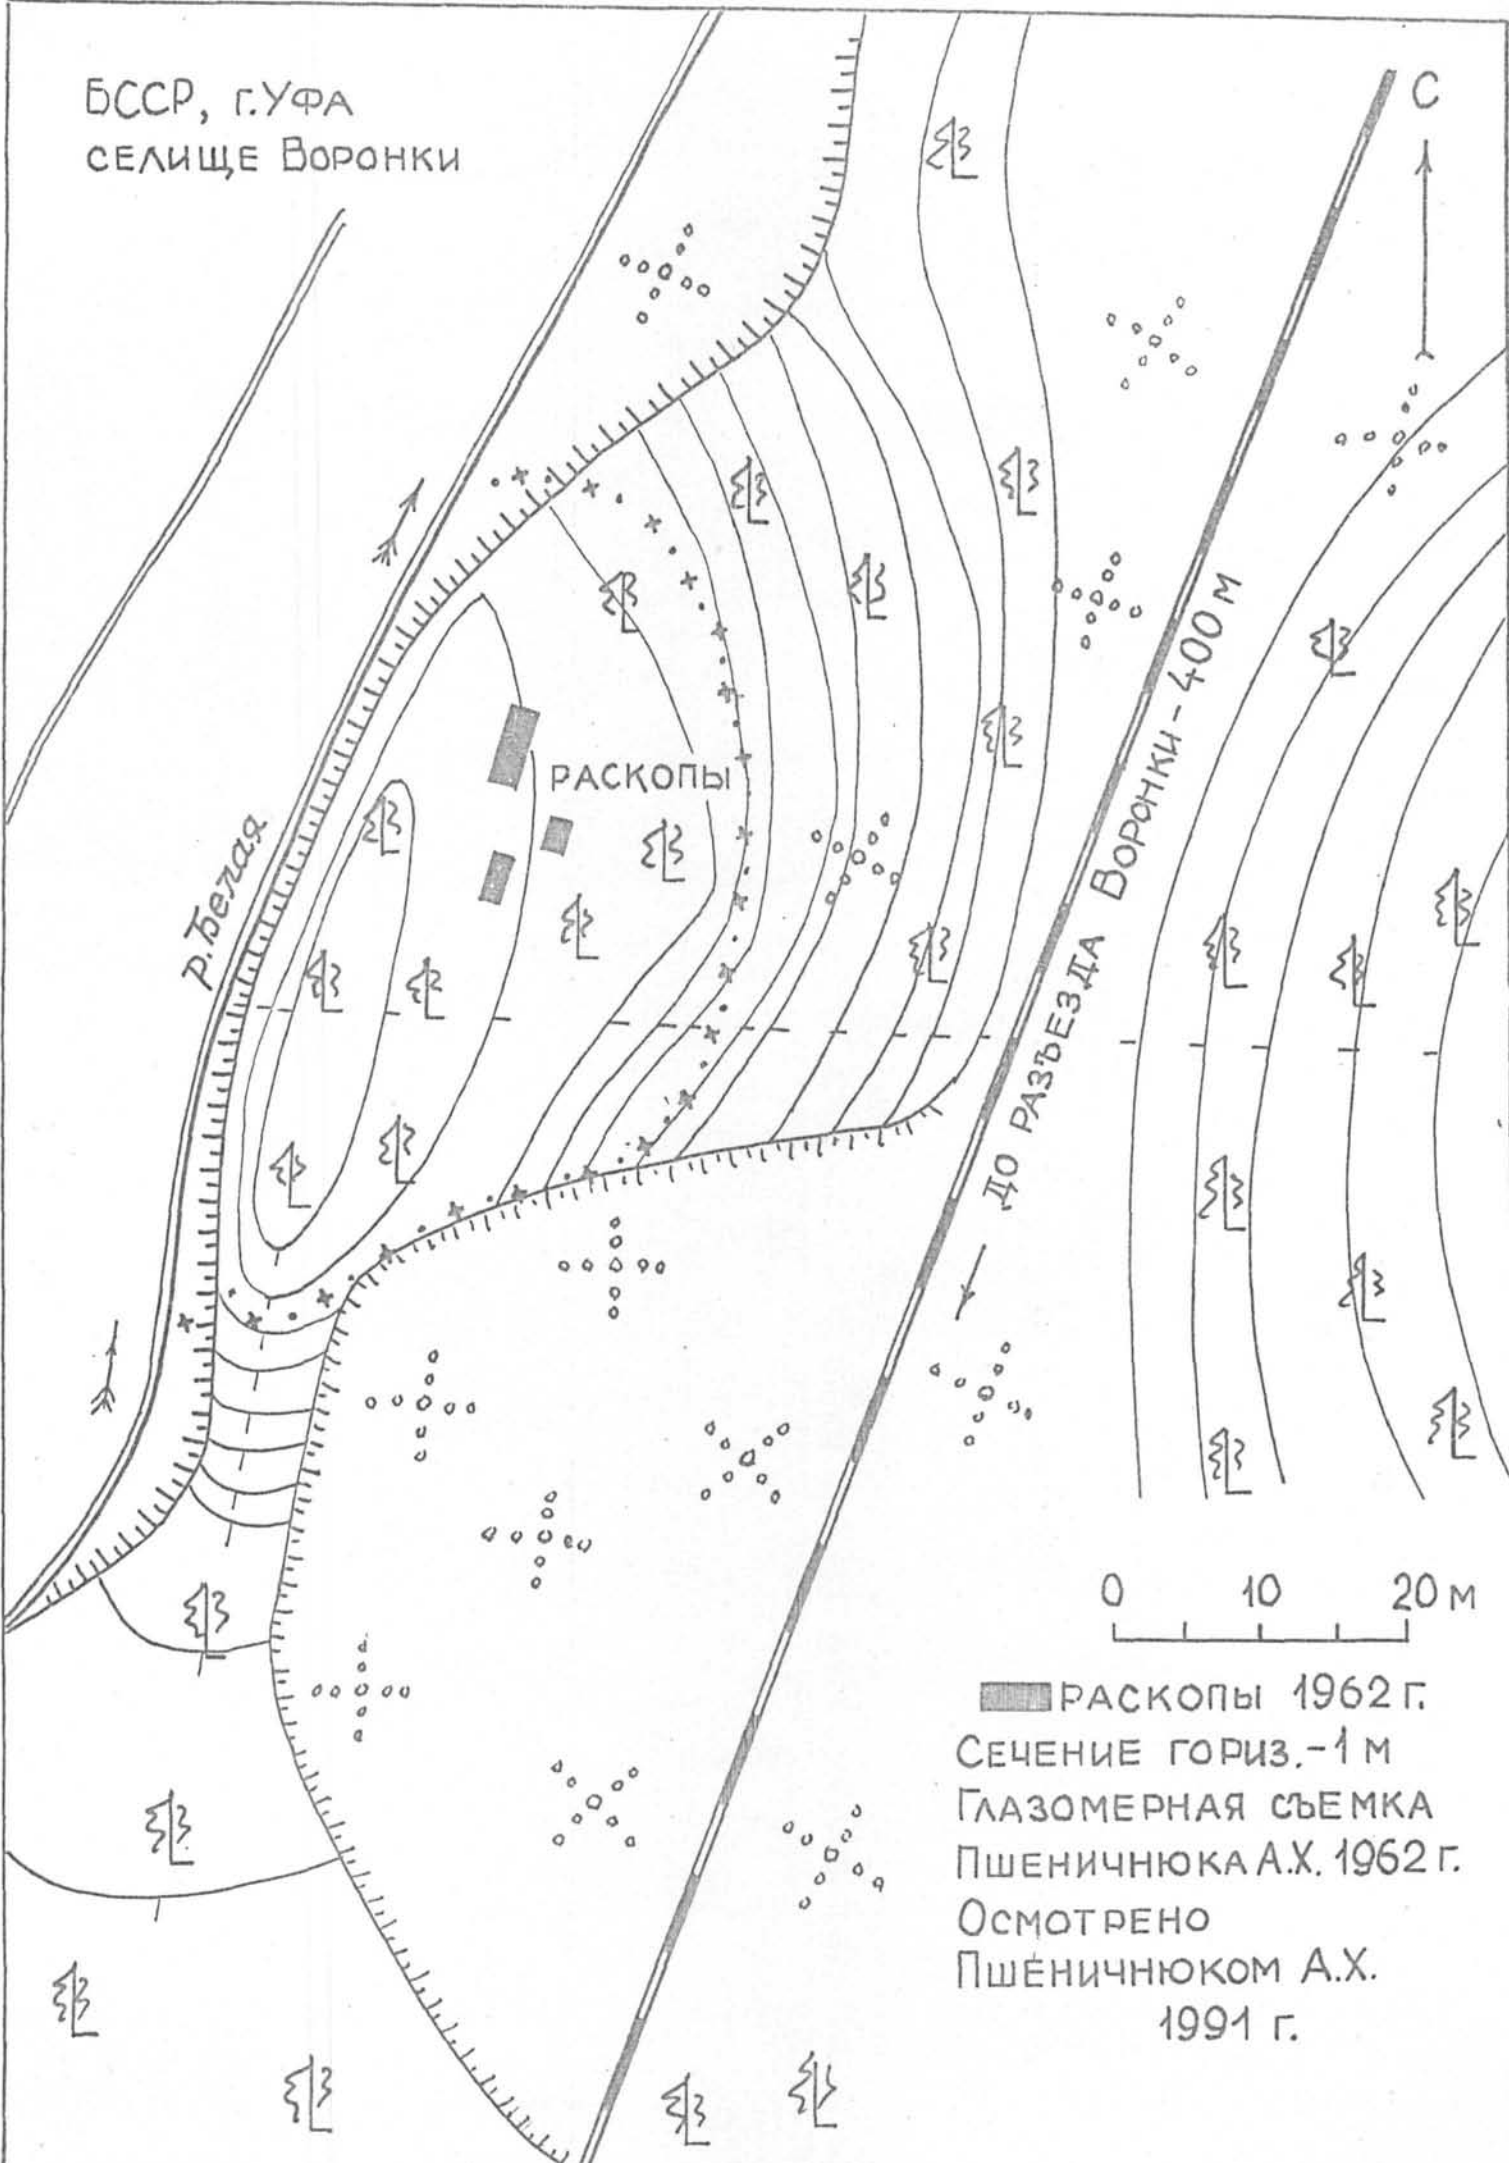 БССР, г. УФА
СЕЛИЩЕ ВОРОНКИ
С
РАСКОПЫ
р. Белая
ДО РАЗЪЕЗДА ВОРОНКИ - 400 М
0 10 20 М
РАСКОПЫ 1962 Г.
СЕЧЕНИЕ ГОРИЗ. - 1 М
ГЛАЗОМЕРНАЯ СЪЕМКА
ПШЕНИЧНЮКА А.Х. 1962 Г.
ОСМОТРЕНО
ПШЕНИЧНЮКОМ А.Х.
1991 г.